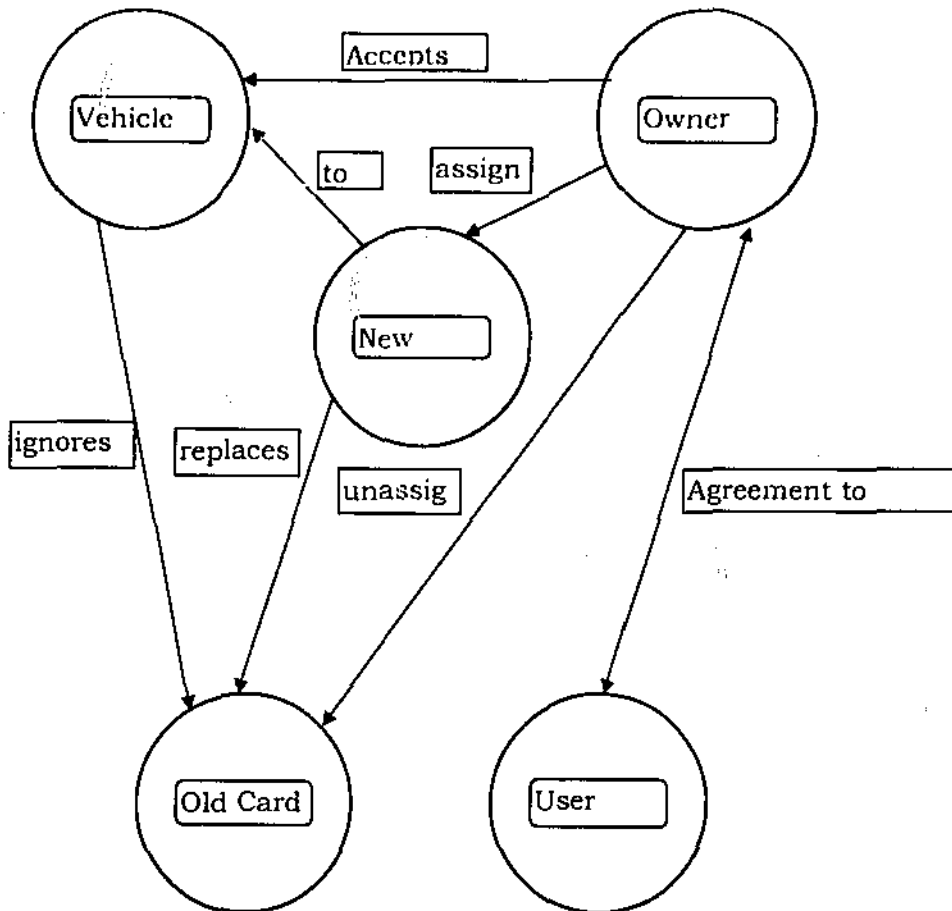 Accepts
Vehicle
Owner
to
assign
New
ignores
replaces
unassig
Agreement to
Old Card
User